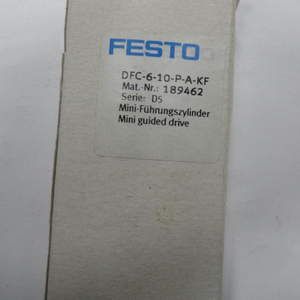 FESTO
DFC-6-10-P-A-KF
Mat.-Nr.: 189462
Serie: D5
Mini-Führungszylinder
Mini guided drive